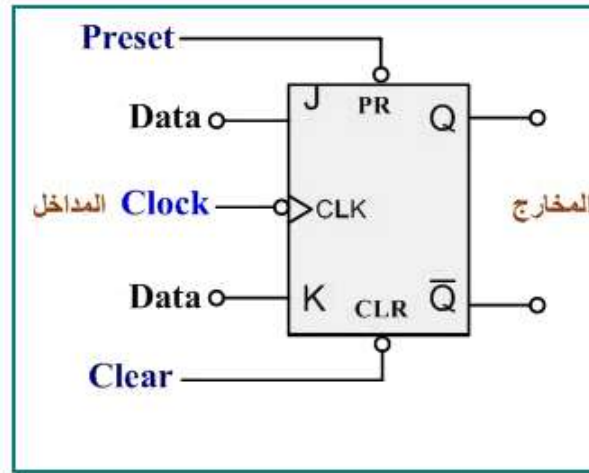 Preset
J PR Q
Data
المداخل Clock CLK المخارج
Data K CLR Q̅
Clear